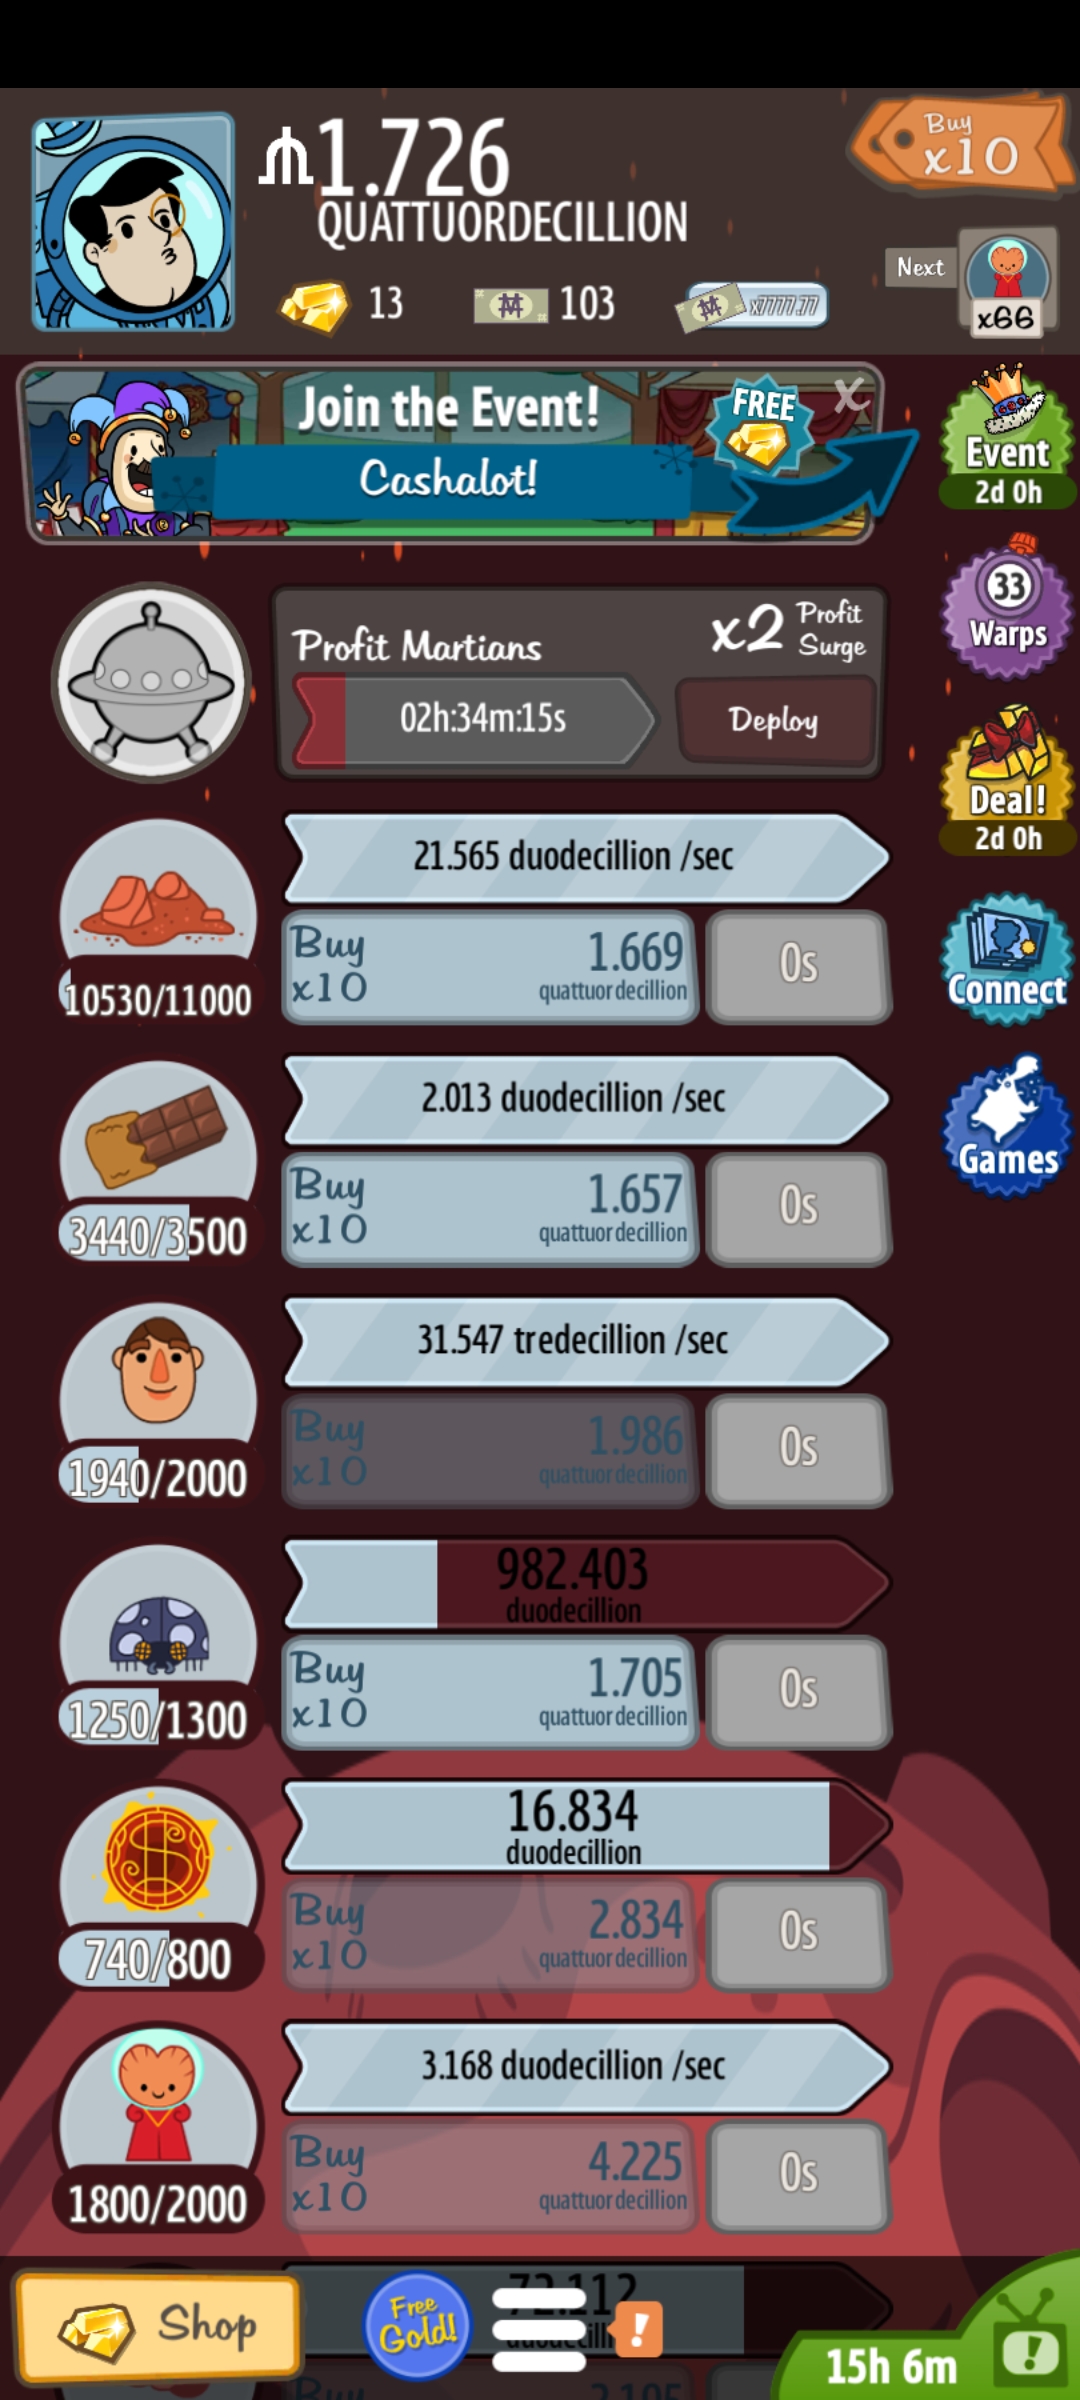 1.726
QUATTUORDECILLION
Buy
x10
13
103
x7777.77
Next
x66
Join the Event!
FREE
X
Cashalot!
Event
2d 0h
33
Warps
Profit Martians
x2 Profit Surge
02h:34m:15s
Deploy
Deal!
2d 0h
21.565 duodecillion /sec
Buy
x10
1.669
quattuordecillion
0s
10530/11000
Connect
2.013 duodecillion /sec
Buy
x10
1.657
quattuordecillion
0s
3440/3500
Games
31.547 tredecillion /sec
Buy
x10
1.986
quattuordecillion
0s
1940/2000
982.403
duodecillion
Buy
x10
1.705
quattuordecillion
0s
1250/1300
16.834
duodecillion
Buy
x10
2.834
quattuordecillion
0s
740/800
3.168 duodecillion /sec
Buy
x10
4.225
quattuordecillion
0s
1800/2000
Shop
Free
Gold!
72.112
!
15h 6m
!
Buy